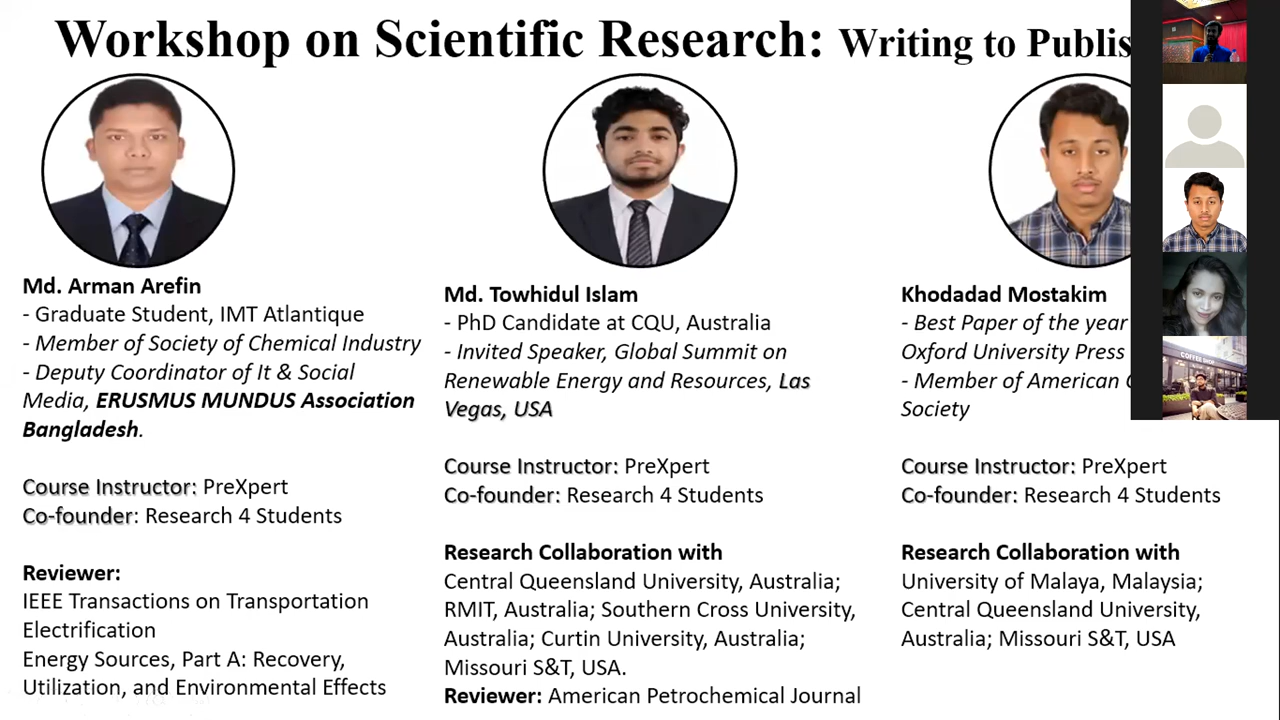 Workshop on Scientific Research: Writing to Publis
Md. Arman Arefin
- Graduate Student, IMT Atlantique
- Member of Society of Chemical Industry
- Deputy Coordinator of It & Social
Media, ERUSMUS MUNDUS Association
Bangladesh.
Course Instructor: PreXpert
Co-founder: Research 4 Students
Reviewer:
IEEE Transactions on Transportation
Electrification
Energy Sources, Part A: Recovery,
Utilization, and Environmental Effects
Md. Towhidul Islam
- PhD Candidate at CQU, Australia
- Invited Speaker, Global Summit on
Renewable Energy and Resources, Las
Vegas, USA
Course Instructor: PreXpert
Co-founder: Research 4 Students
Research Collaboration with
Central Queensland University, Australia;
RMIT, Australia; Southern Cross University,
Australia; Curtin University, Australia;
Missouri S&T, USA.
Reviewer: American Petrochemical Journal
Khodadad Mostakim
- Best Paper of the year
Oxford University Press
- Member of American
Society
Course Instructor: PreXpert
Co-founder: Research 4 Students
Research Collaboration with
University of Malaya, Malaysia;
Central Queensland University,
Australia; Missouri S&T, USA
COFFEE SHOP